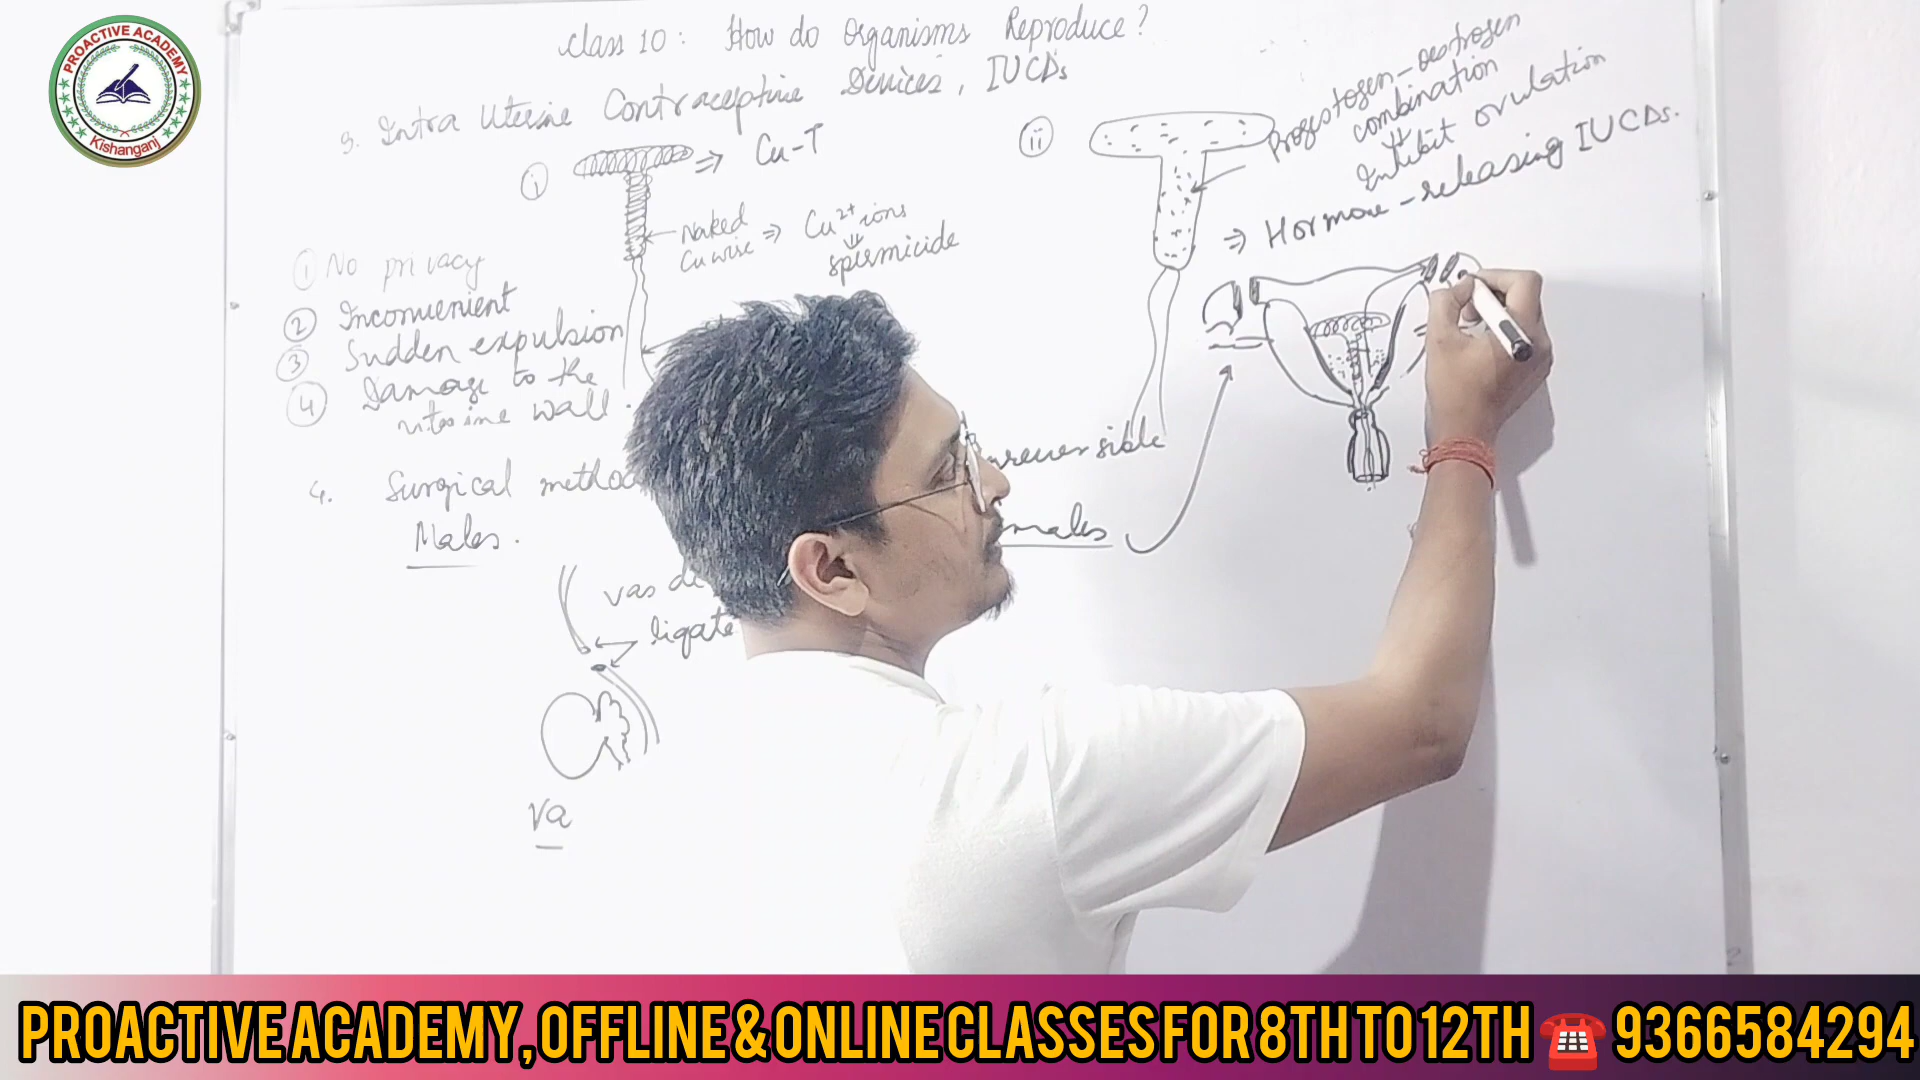 PROACTIVE ACADEMY
Kishanganj
Class 10: How do Organisms Reproduce?
3. Intra Uterine Contraceptive Devices, IUCDs
i
⇒ Cu-T
Naked Cu wire ⇒ Cu2+ ions
⇓
spermicide
ii
Progestogen-oestrogen
combination
⇓
Inhibit ovulation
⇒ Hormone-releasing IUCDs.
1 No privacy
2 Inconvenient
3 Sudden expulsion
4 Damage to the
uterine wall.
4. Surgical metho
Males.
vas de
ligate
Va
rreversible
males
PROACTIVE ACADEMY, OFFLINE & ONLINE CLASSES FOR 8TH TO 12TH ☎ 9366584294